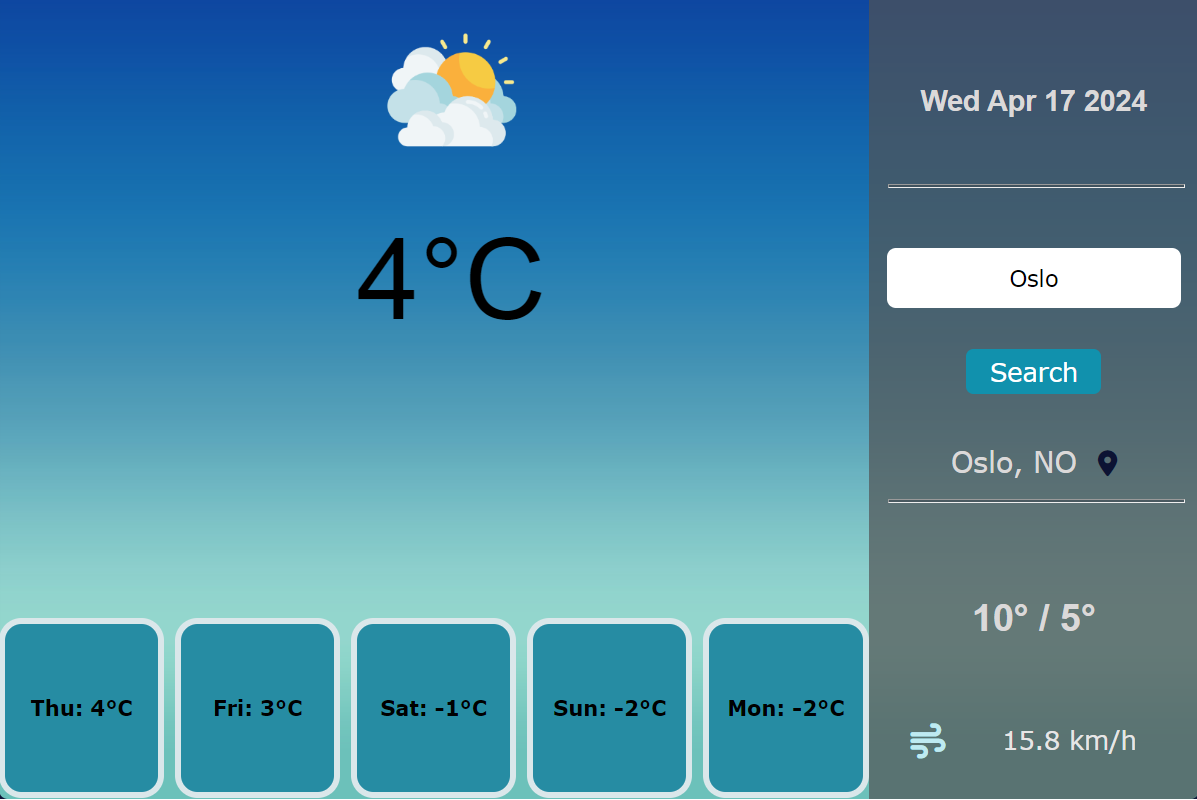 4°C
Thu: 4°C
Fri: 3°C
Sat: -1°C
Sun: -2°C
Mon: -2°C
Wed Apr 17 2024
Oslo
Search
Oslo, NO
10° / 5°
15.8 km/h